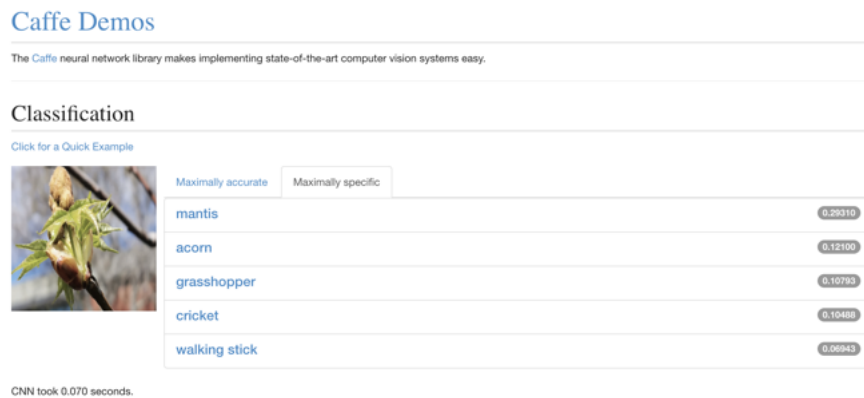 Caffe Demos
The Caffe neural network library makes implementing state-of-the-art computer vision systems easy.
Classification
Click for a Quick Example
Maximally accurate Maximally specific
mantis 0.29310
acorn 0.12100
grasshopper 0.10793
cricket 0.10488
walking stick 0.06943
CNN took 0.070 seconds.